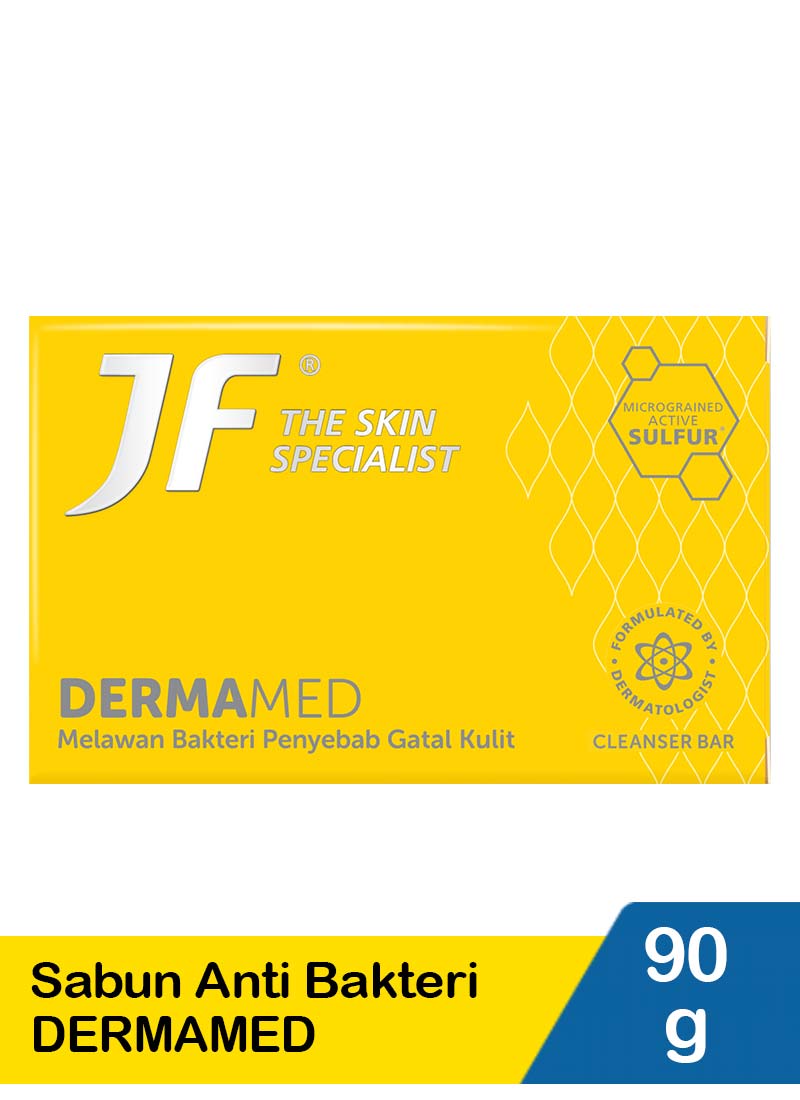 JF®
THE SKIN
SPECIALIST
MICROGRAINED
ACTIVE
SULFUR®
FORMULATED BY
DERMATOLOGIST
DERMAMED
Melawan Bakteri Penyebab Gatal Kulit
CLEANSER BAR
Sabun Anti Bakteri
DERMAMED
90
g